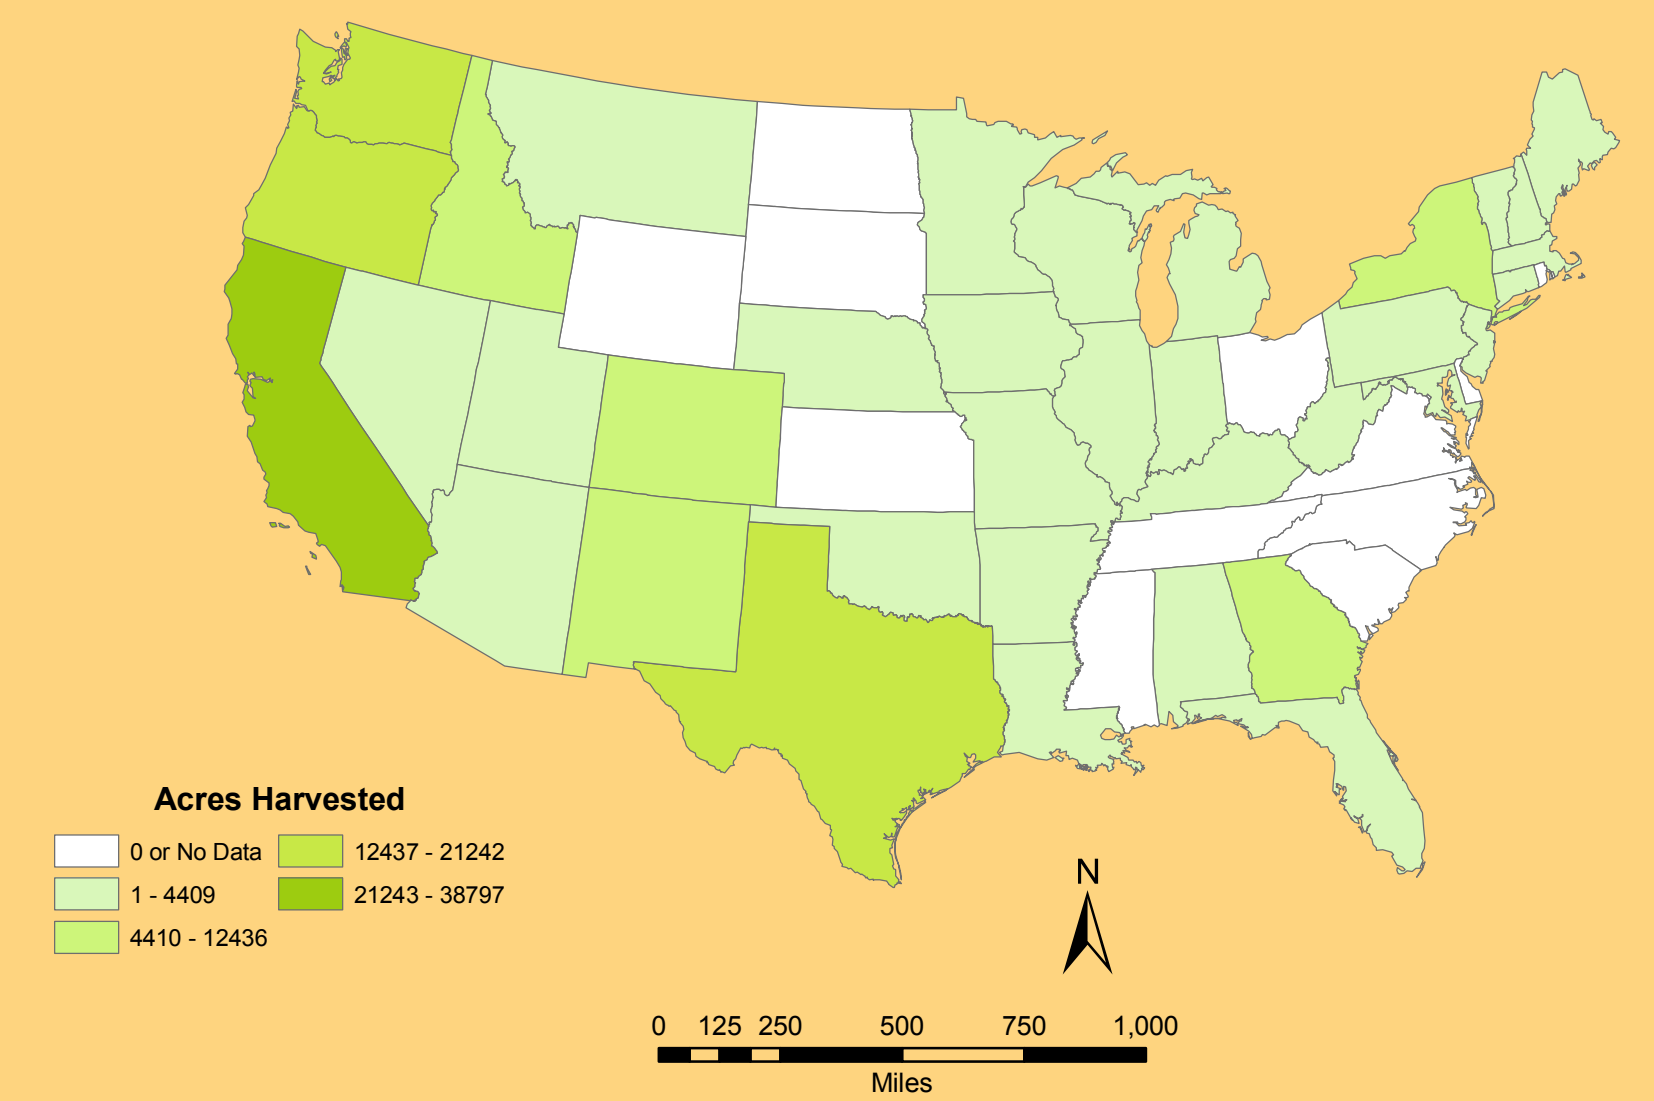 Acres Harvested
0 or No Data
1 - 4409
4410 - 12436
12437 - 21242
21243 - 38797
N
0 125 250 500 750 1,000
Miles